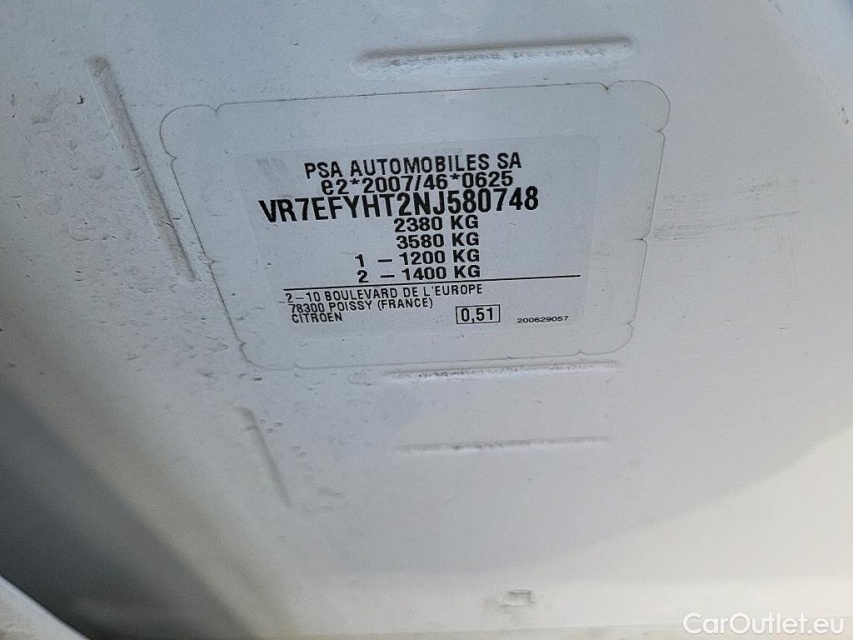 PSA AUTOMOBILES SA
e2*2007/46*0625
VR7EFYHT2NJ580748
2380 KG
3580 KG
1 - 1200 KG
2 - 1400 KG
2-10 BOULEVARD DE L'EUROPE
78300 POISSY (FRANCE)
CITROEN
0,51
200629057
CarOutlet.eu